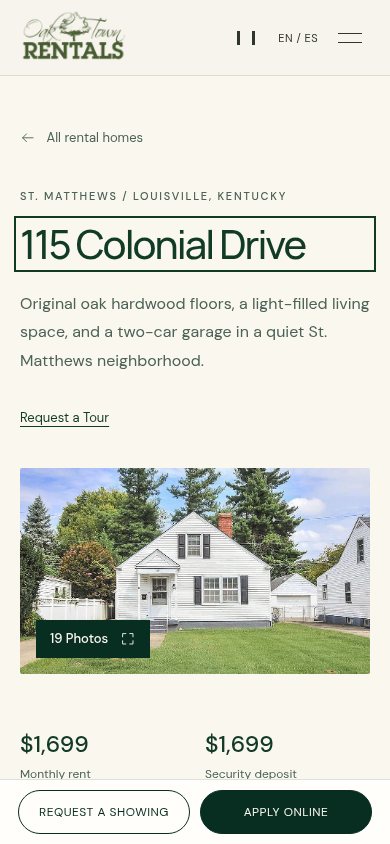 Oak Town
RENTALS
EN / ES
All rental homes
ST. MATTHEWS / LOUISVILLE, KENTUCKY
115 Colonial Drive
Original oak hardwood floors, a light-filled living
space, and a two-car garage in a quiet St.
Matthews neighborhood.
Request a Tour
19 Photos
$1,699 $1,699
Monthly rent Security deposit
REQUEST A SHOWING APPLY ONLINE